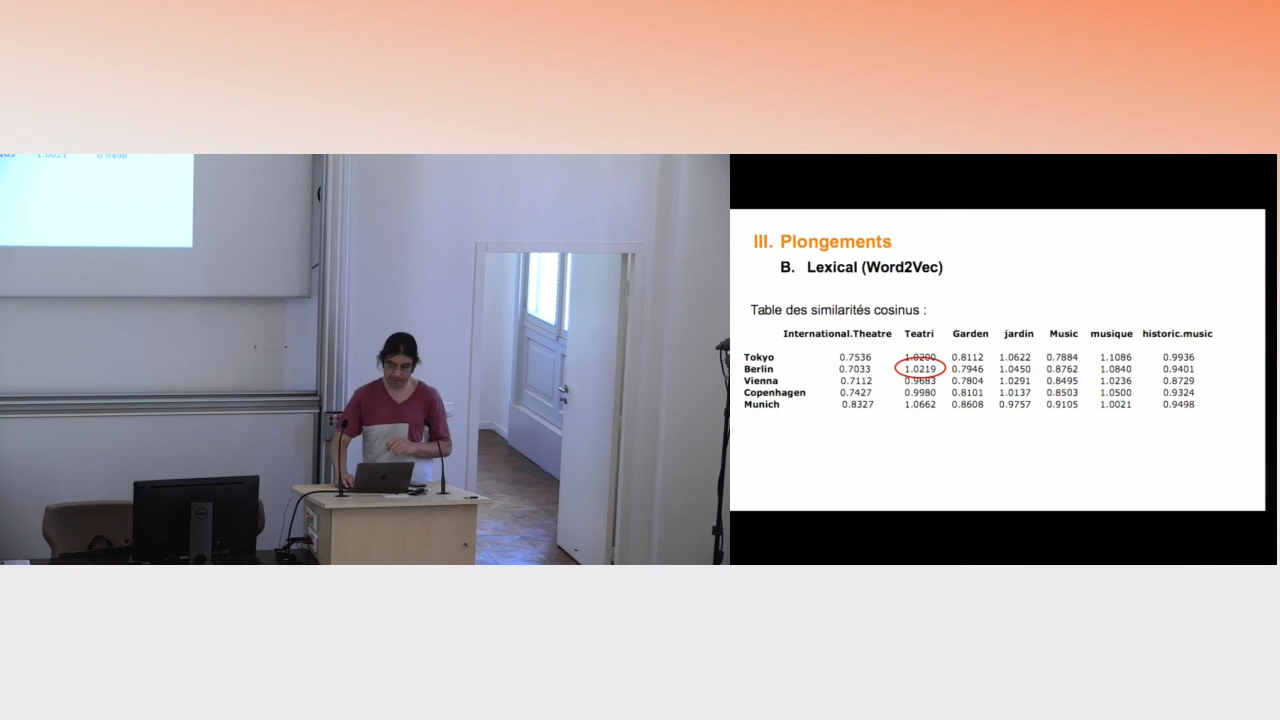 1.0021 0.9498
DELL
III. Plongements
B. Lexical (Word2Vec)
Table des similarités cosinus :
International.Theatre Teatri Garden jardin Music musique historic.music
Tokyo 0.7536 1.0200 0.8112 1.0622 0.7884 1.1086 0.9936
Berlin 0.7033 1.0219 0.7946 1.0450 0.8762 1.0840 0.9401
Vienna 0.7112 0.9683 0.7804 1.0291 0.8495 1.0236 0.8729
Copenhagen 0.7427 0.9980 0.8101 1.0137 0.8503 1.0500 0.9324
Munich 0.8327 1.0662 0.8608 0.9757 0.9105 1.0021 0.9498